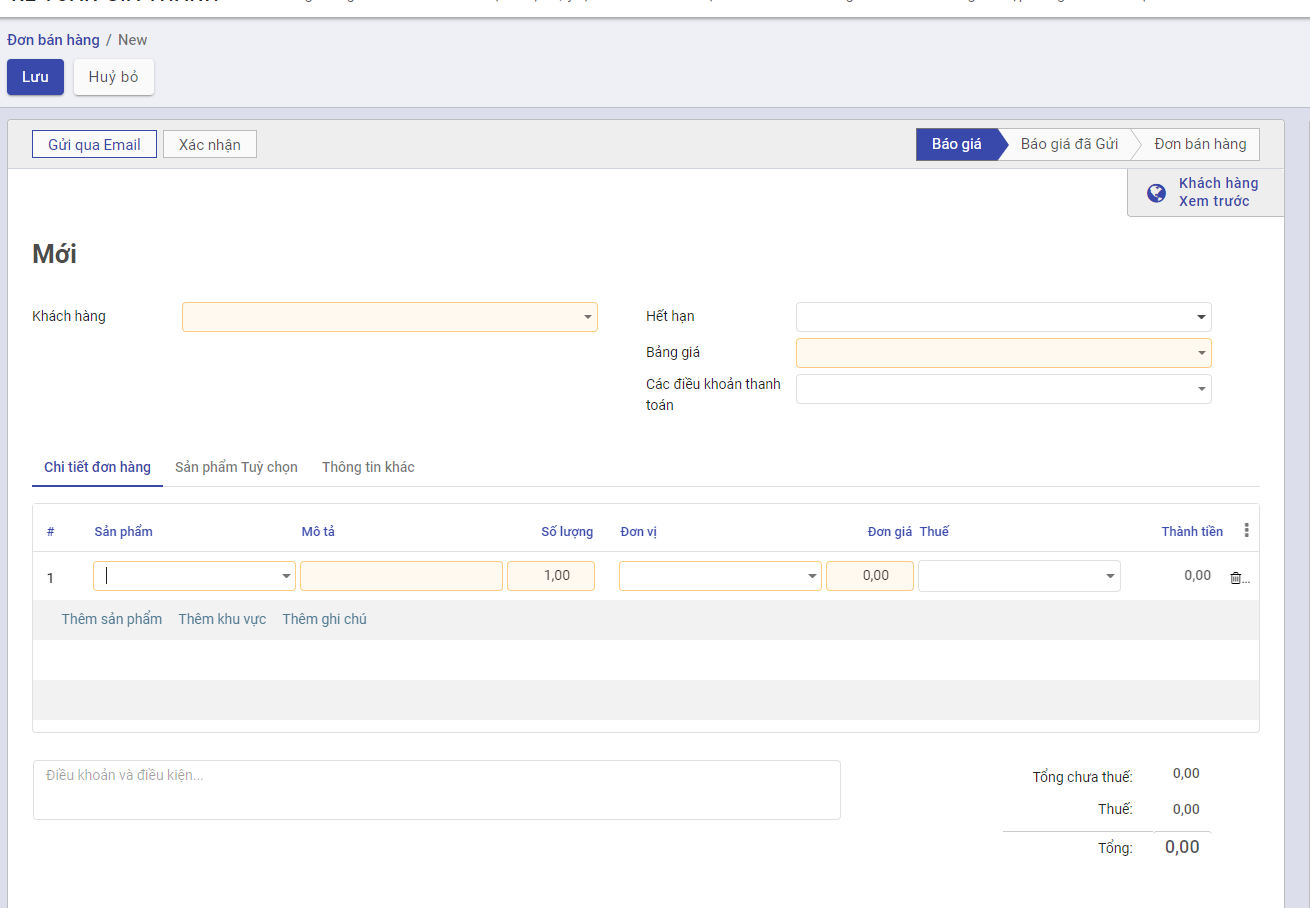 Đơn bán hàng / New
Lưu Huỷ bỏ
Gửi qua Email Xác nhận Báo giá Báo giá đã Gửi Đơn bán hàng
Khách hàng
Xem trước
Mới
Khách hàng
Hết hạn
Bảng giá
Các điều khoản thanh
toán
Chi tiết đơn hàng Sản phẩm Tuỳ chọn Thông tin khác
# Sản phẩm Mô tả Số lượng Đơn vị Đơn giá Thuế Thành tiền
1 1,00 0,00 0,00 ...
Thêm sản phẩm Thêm khu vực Thêm ghi chú
Điều khoản và điều kiện...
Tổng chưa thuế: 0,00
Thuế: 0,00
Tổng: 0,00